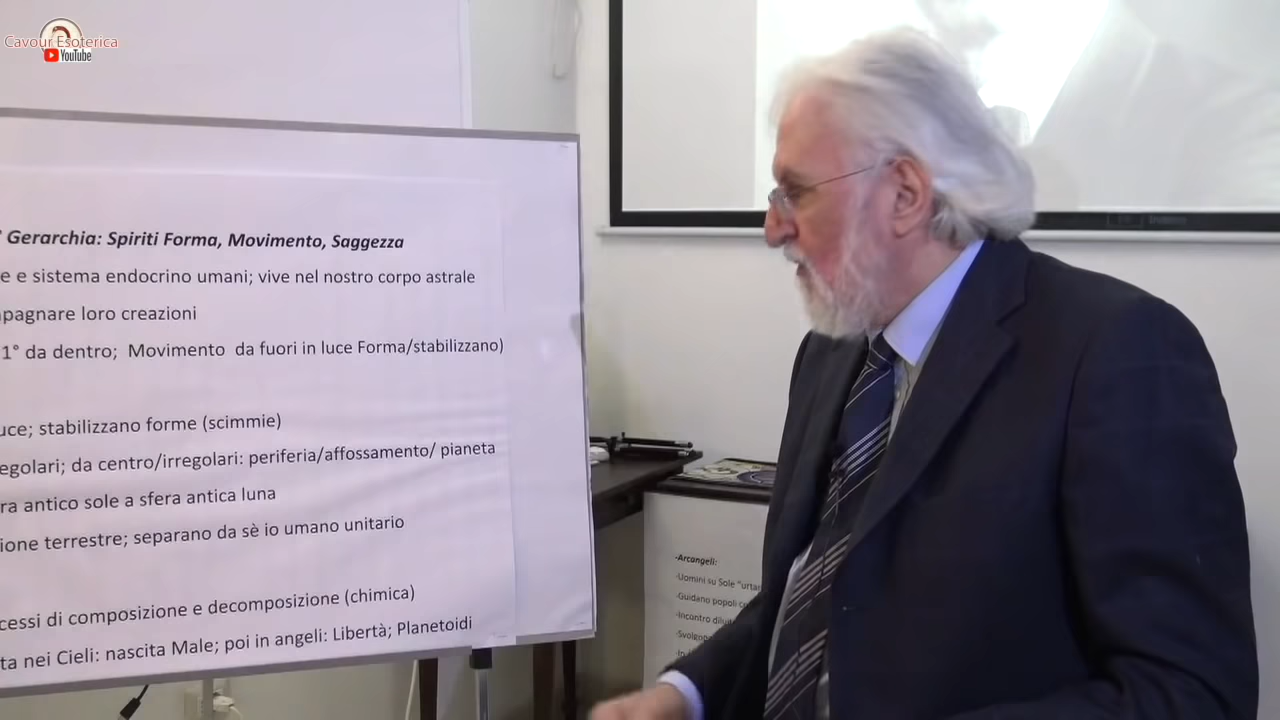 Cavour Esoterica
YouTube
Gerarchia: Spiriti Forma, Movimento, Saggezza
e e sistema endocrino umani; vive nel nostro corpo astrale
pagnare loro creazioni
1° da dentro; Movimento da fuori in luce Forma/stabilizzano)
uce; stabilizzano forme (scimmie)
egolari; da centro/irregolari: periferia/affossamento/ pianeta
ra antico sole a sfera antica luna
ione terrestre; separano da sè io umano unitario
cessi di composizione e decomposizione (chimica)
ta nei Cieli: nascita Male; poi in angeli: Libertà; Planetoidi
-Arcangeli:
-Uomini su Sole "urta
-Guidano popoli c
-Incontro dilu
-Svolgono